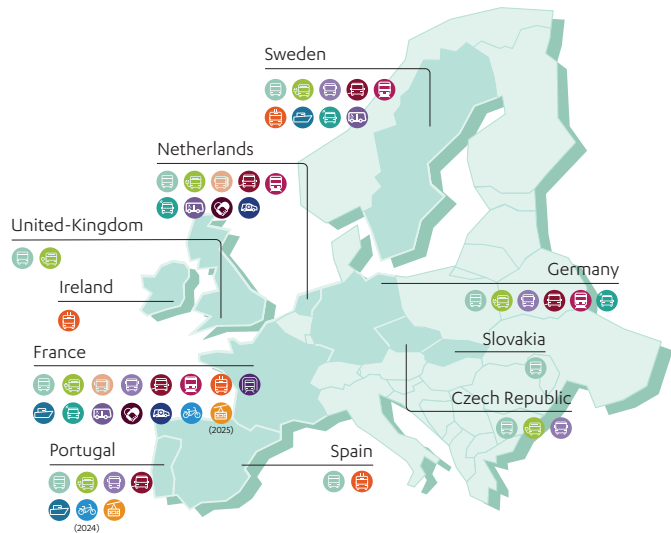 Sweden
Netherlands
United-Kingdom
Germany
Ireland
Slovakia
France
Czech Republic
(2025)
Portugal
Spain
(2024)